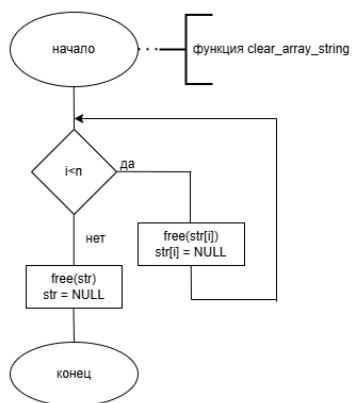 начало
функция clear_array_string
i<n
да
free(str[i])
str[i] = NULL
нет
free(str)
str = NULL
конец